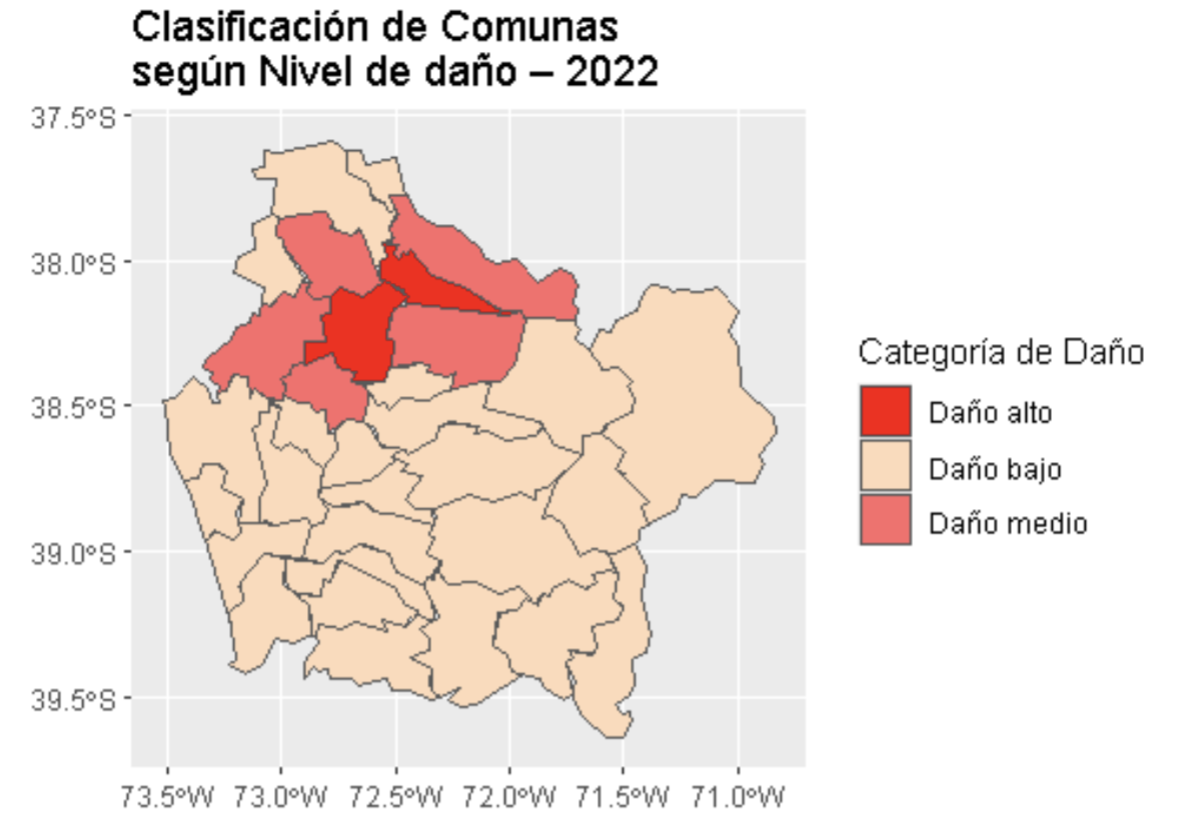 Clasificación de Comunas
según Nivel de daño – 2022
37.5°S
38.0°S
38.5°S
39.0°S
39.5°S
73.5°W 73.0°W 72.5°W 72.0°W 71.5°W 71.0°W
Categoría de Daño
Daño alto
Daño bajo
Daño medio